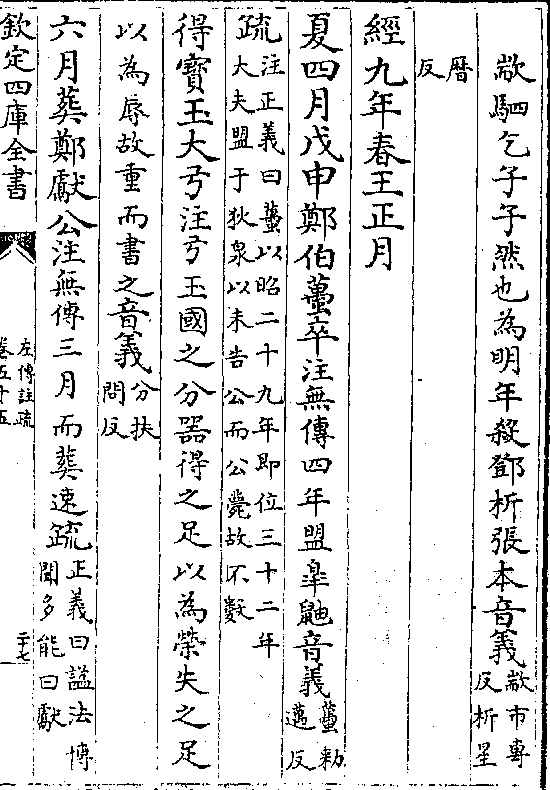 歂駟乞子子然也為明年殺鄧析張本音義歂市專
反析星
厯
反
經九年春王正月
夏四月戊申鄭伯蠆卒注無傳四年盟臯鼬音義蠆勑
邁反
疏注正義曰蠆以昭二十九年即位三十二年
大夫盟于狄泉以未告公而公薨故不數
得寶玉大弓注弓玉國之分器得之足以為榮失之足
以為辱故重而書之音義分扶
問反
六月葬鄭獻公注無傳三月而葬速疏正義曰謚法博
聞多能曰獻
欽定四庫全書
左傳註疏
卷五十五
二十七